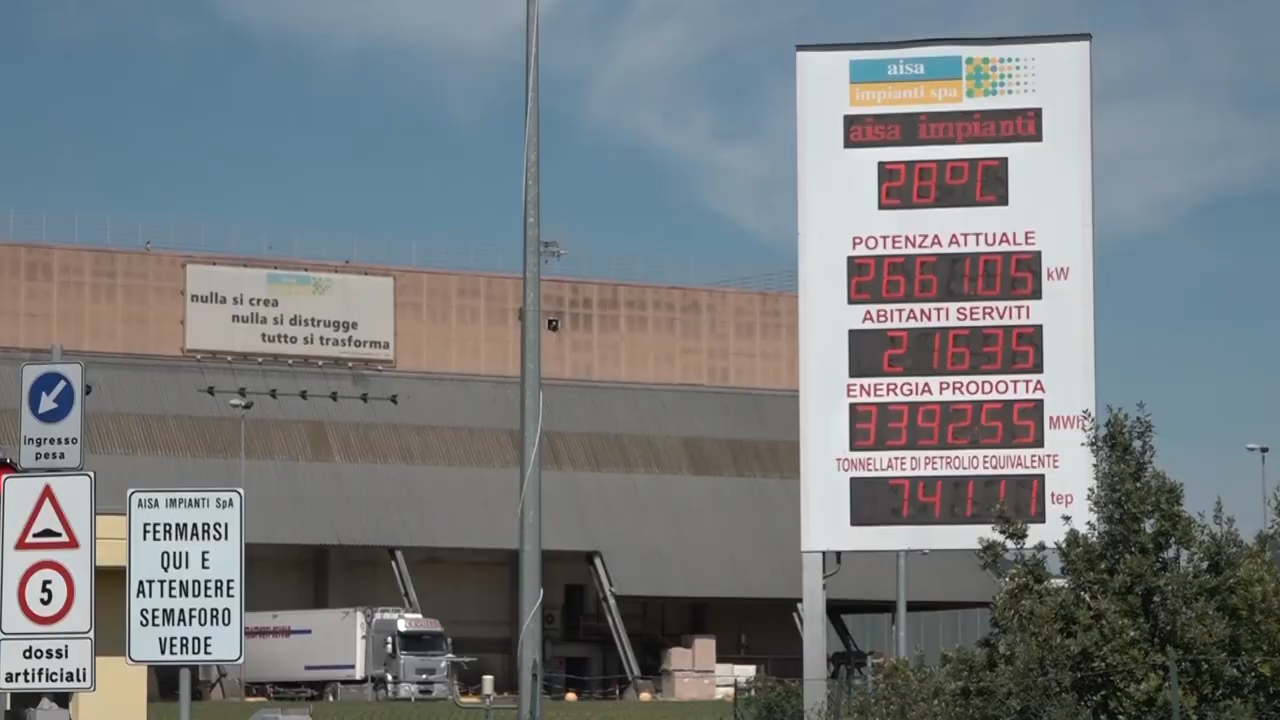 aisa
impianti spa
aisa impianti
28°C
POTENZA ATTUALE
2661.05 kW
ABITANTI SERVITI
21635
ENERGIA PRODOTTA
339255 MWh
TONNELLATE DI PETROLIO EQUIVALENTE
74111 tep
nulla si crea
nulla si distrugge
tutto si trasforma
ingresso
pesa
5
dossi
artificiali
AISA IMPIANTI SpA
FERMARSI
QUI E
ATTENDERE
SEMAFORO
VERDE